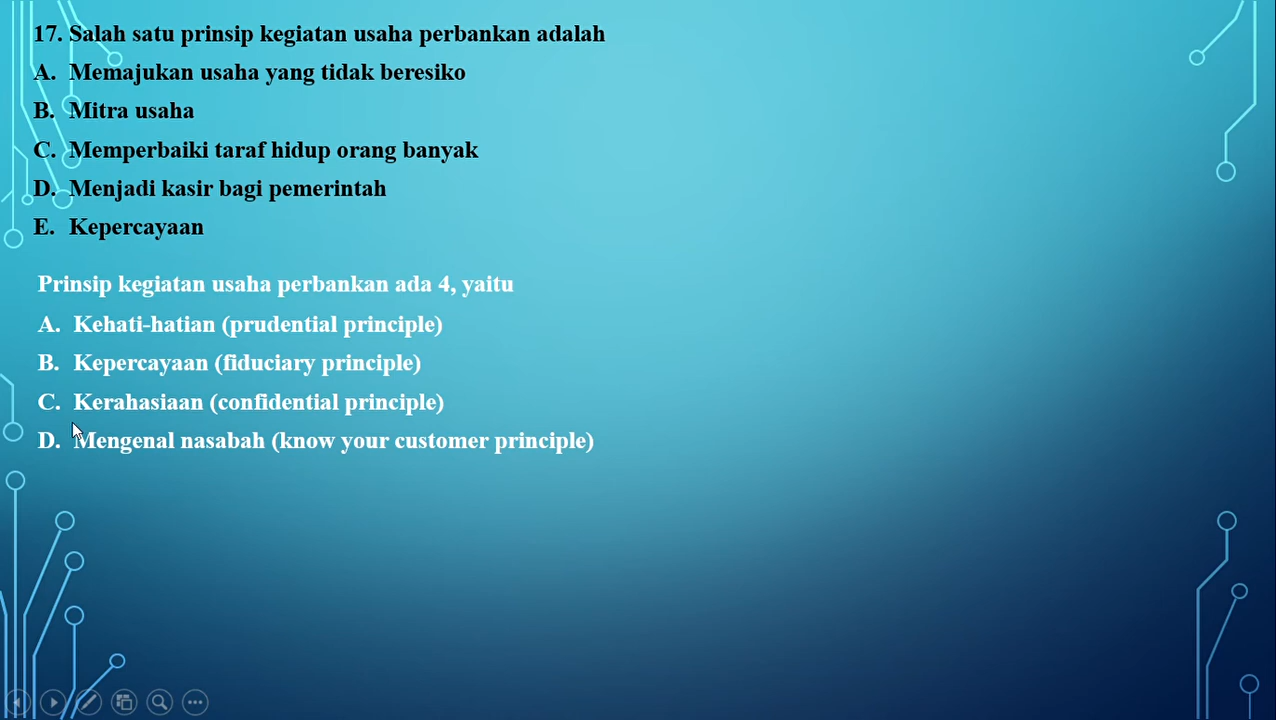 17. Salah satu prinsip kegiatan usaha perbankan adalah
A. Memajukan usaha yang tidak beresiko
B. Mitra usaha
C. Memperbaiki taraf hidup orang banyak
D. Menjadi kasir bagi pemerintah
E. Kepercayaan
Prinsip kegiatan usaha perbankan ada 4, yaitu
A. Kehati-hatian (prudential principle)
B. Kepercayaan (fiduciary principle)
C. Kerahasiaan (confidential principle)
D. Mengenal nasabah (know your customer principle)